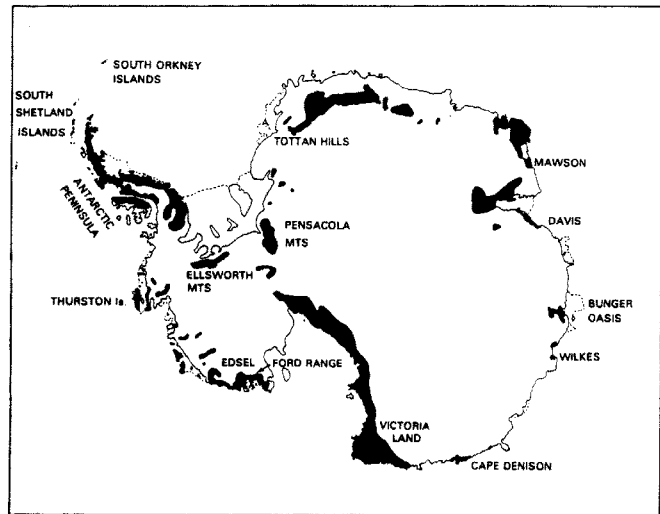 SOUTH ORKNEY
ISLANDS
SOUTH
SHETLAND
ISLANDS
TOTTAN HILLS
MAWSON
ANTARCTIC
PENINSULA
PENSACOLA
MTS
DAVIS
ELLSWORTH
MTS
THURSTON Is.
BUNGER
OASIS
EDSEL FORD RANGE
WILKES
VICTORIA
LAND
CAPE DENISON